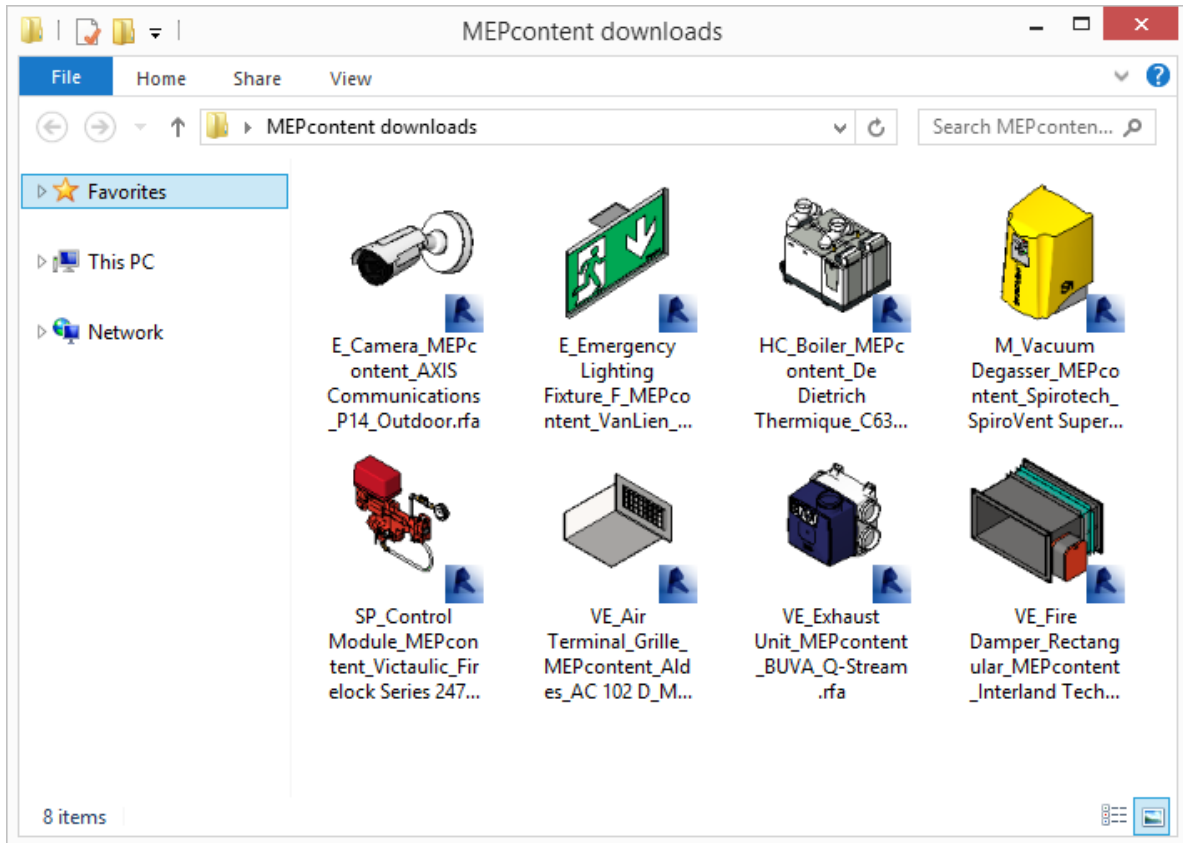 MEPcontent downloads
File
Home
Share
View
MEPcontent downloads
Search MEPconten...
Favorites
This PC
Network
E_Camera_MEPc
ontent_AXIS
Communications
_P14_Outdoor.rfa
E_Emergency
Lighting
Fixture_F_MEPco
ntent_VanLien_...
HC_Boiler_MEPc
ontent_De
Dietrich
Thermique_C63...
M_Vacuum
Degasser_MEPco
ntent_Spirotech_
SpiroVent Super...
SP_Control
Module_MEPcon
tent_Victaulic_Fir
elock Series 247...
VE_Air
Terminal_Grille_
MEPcontent_Ald
es_AC 102 D_M...
VE_Exhaust
Unit_MEPcontent
_BUVA_Q-Stream
.rfa
VE_Fire
Damper_Rectang
ular_MEPcontent
_Interland Tech...
8 items